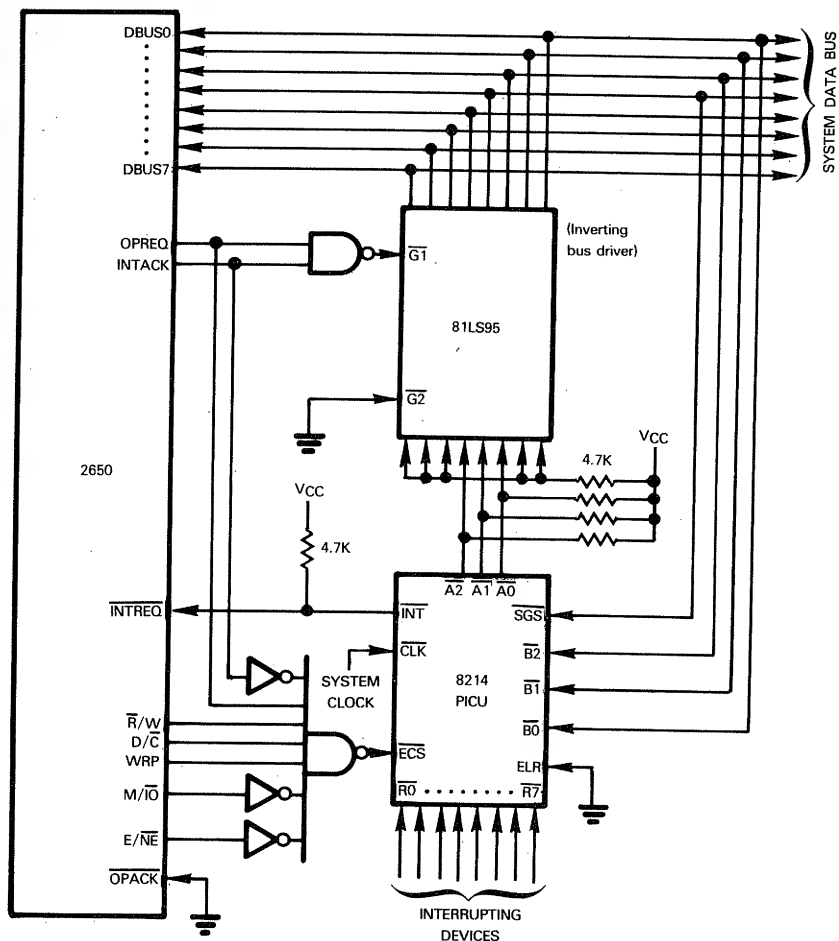 DBUS0
DBUS7
SYSTEM DATA BUS
OPREQ
INTACK
G1
(Inverting
bus driver)
81LS95
G2
2650
VCC
4.7K
VCC
4.7K
A2 A1 A0
INTREQ
INT
SGS
CLK
SYSTEM
CLOCK
8214
PICU
B2
B1
B0
R/W
D/C
WRP
ECS
ELR
M/IO
R0 ........ R7
E/NE
OPACK
INTERRUPTING
DEVICES